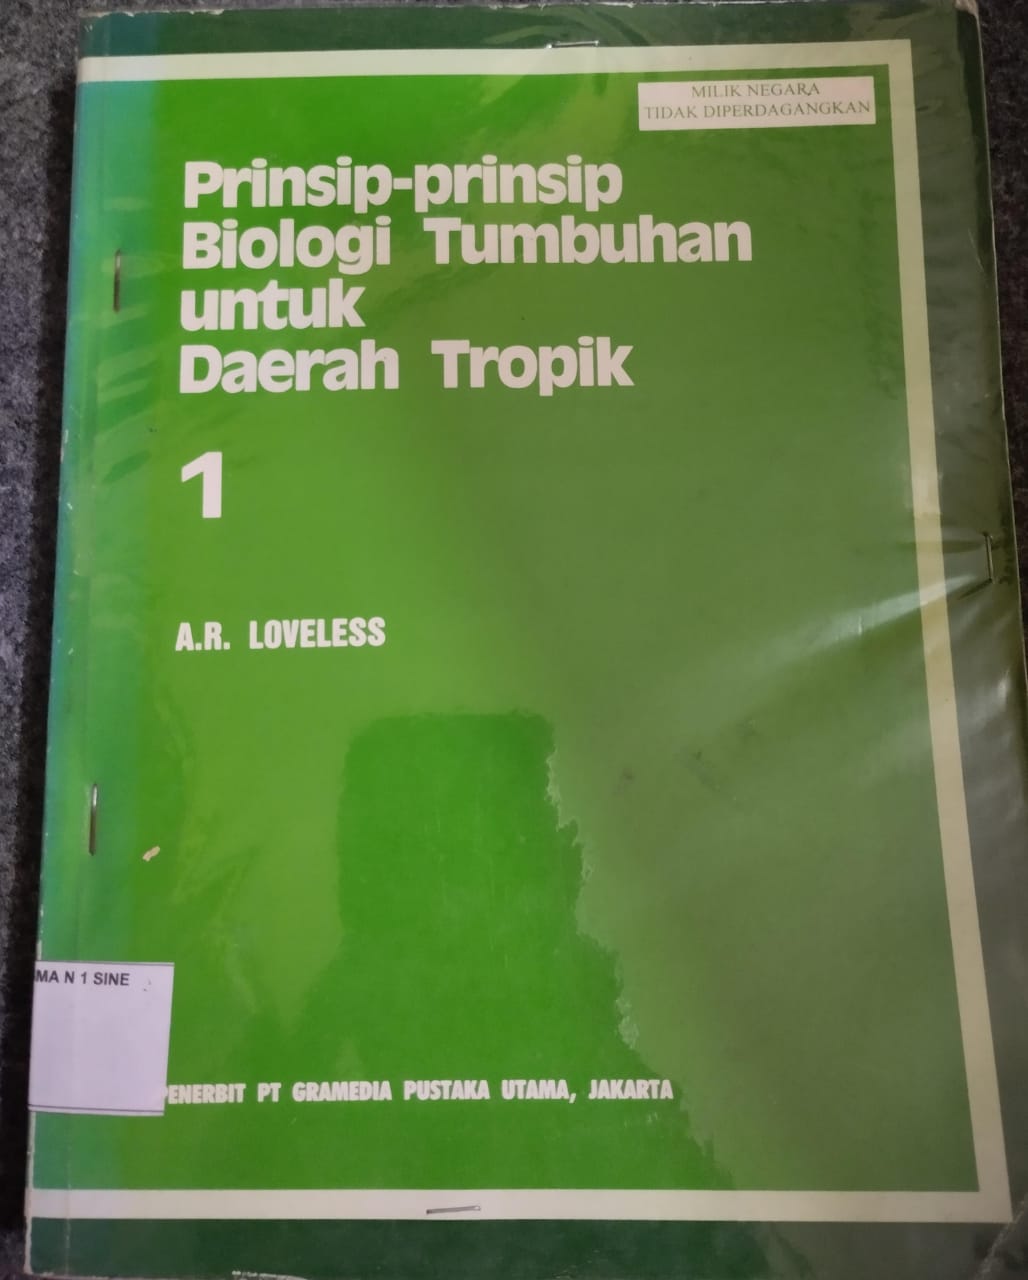 MILIK NEGARA
TIDAK DIPERDAGANGKAN
Prinsip-prinsip
Biologi Tumbuhan
untuk
Daerah Tropik
1
A.R. LOVELESS
MA N 1 SINE
PENERBIT PT GRAMEDIA PUSTAKA UTAMA, JAKARTA